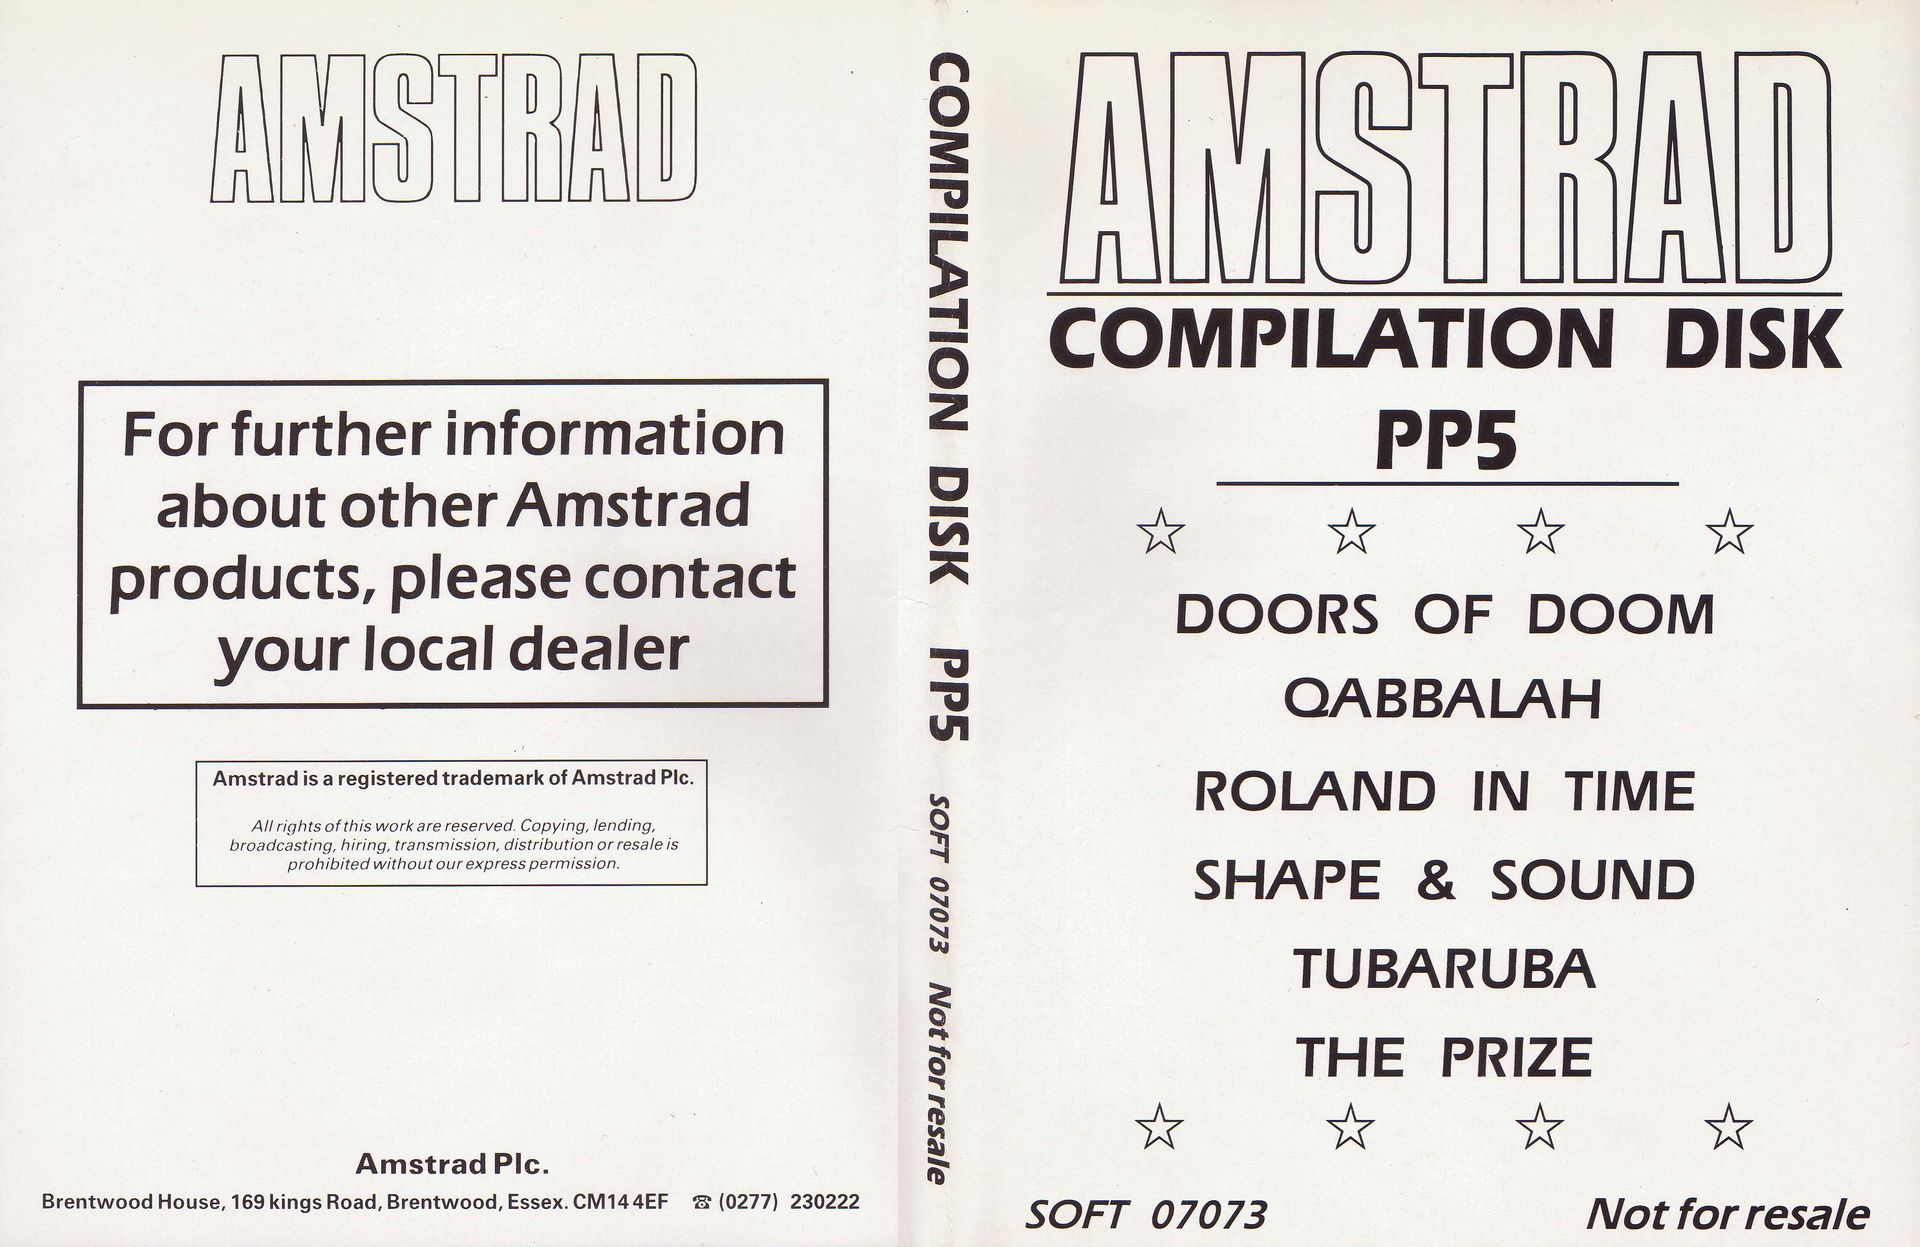 AMSTRAD
For further information
about other Amstrad
products, please contact
your local dealer
Amstrad is a registered trademark of Amstrad Plc.
All rights of this work are reserved. Copying, lending,
broadcasting, hiring, transmission, distribution or resale is
prohibited without our express permission.
Amstrad Plc.
Brentwood House, 169 kings Road, Brentwood, Essex. CM14 4EF ☎ (0277) 230222
COMPILATION DISK PP5 SOFT 07073 Not for resale
AMSTRAD
COMPILATION DISK
PP5
DOORS OF DOOM
QABBALAH
ROLAND IN TIME
SHAPE & SOUND
TUBARUBA
THE PRIZE
SOFT 07073 Not for resale